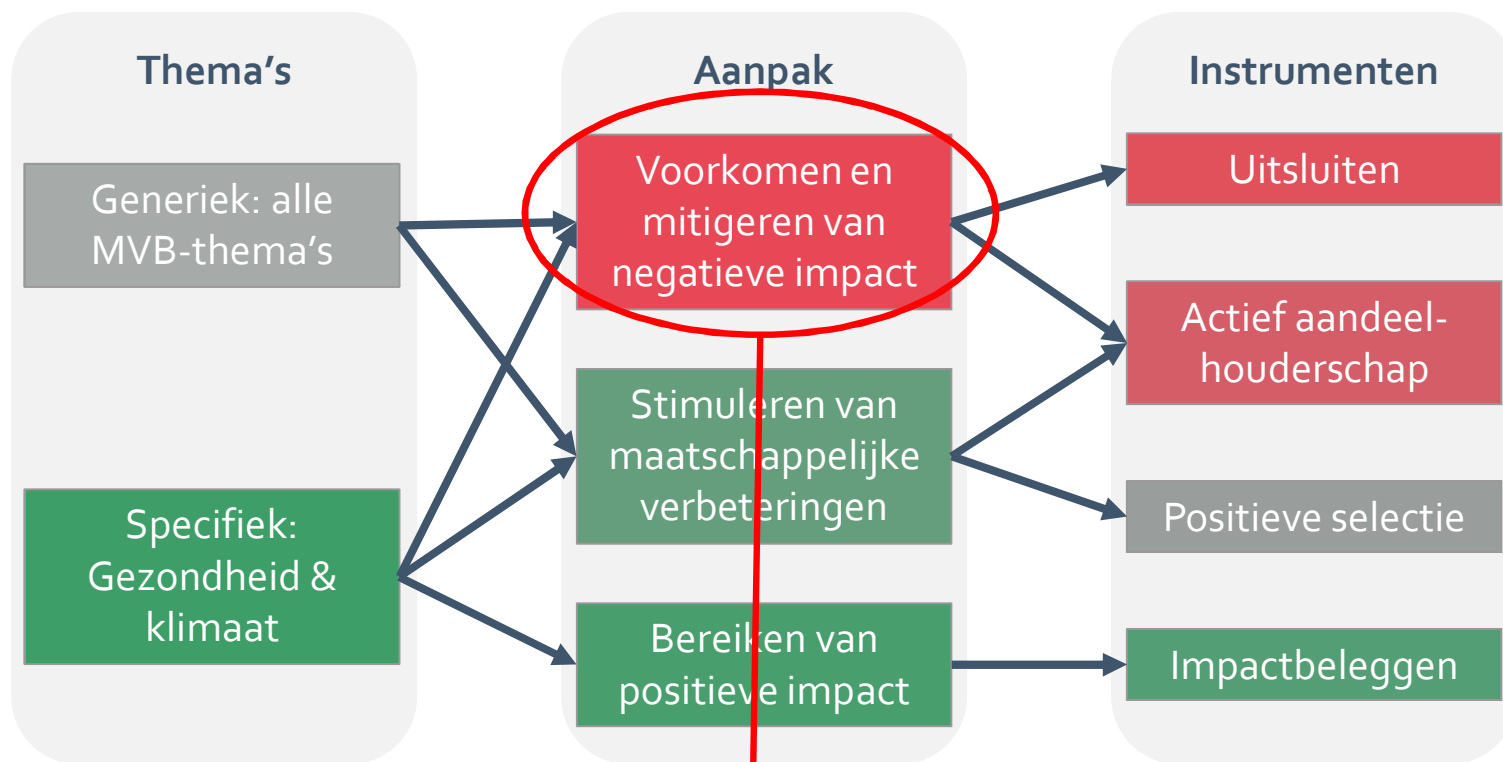 Thema's
Generiek: alle
MVB-thema's
Specifiek:
Gezondheid &
klimaat
Aanpak
Voorkomen en
mitigeren van
negatieve impact
Stimuleren van
maatschappelijke
verbeteringen
Bereiken van
positieve impact
Instrumenten
Uitsluiten
Actief aandeel-
houderschap
Positieve selectie
Impactbeleggen